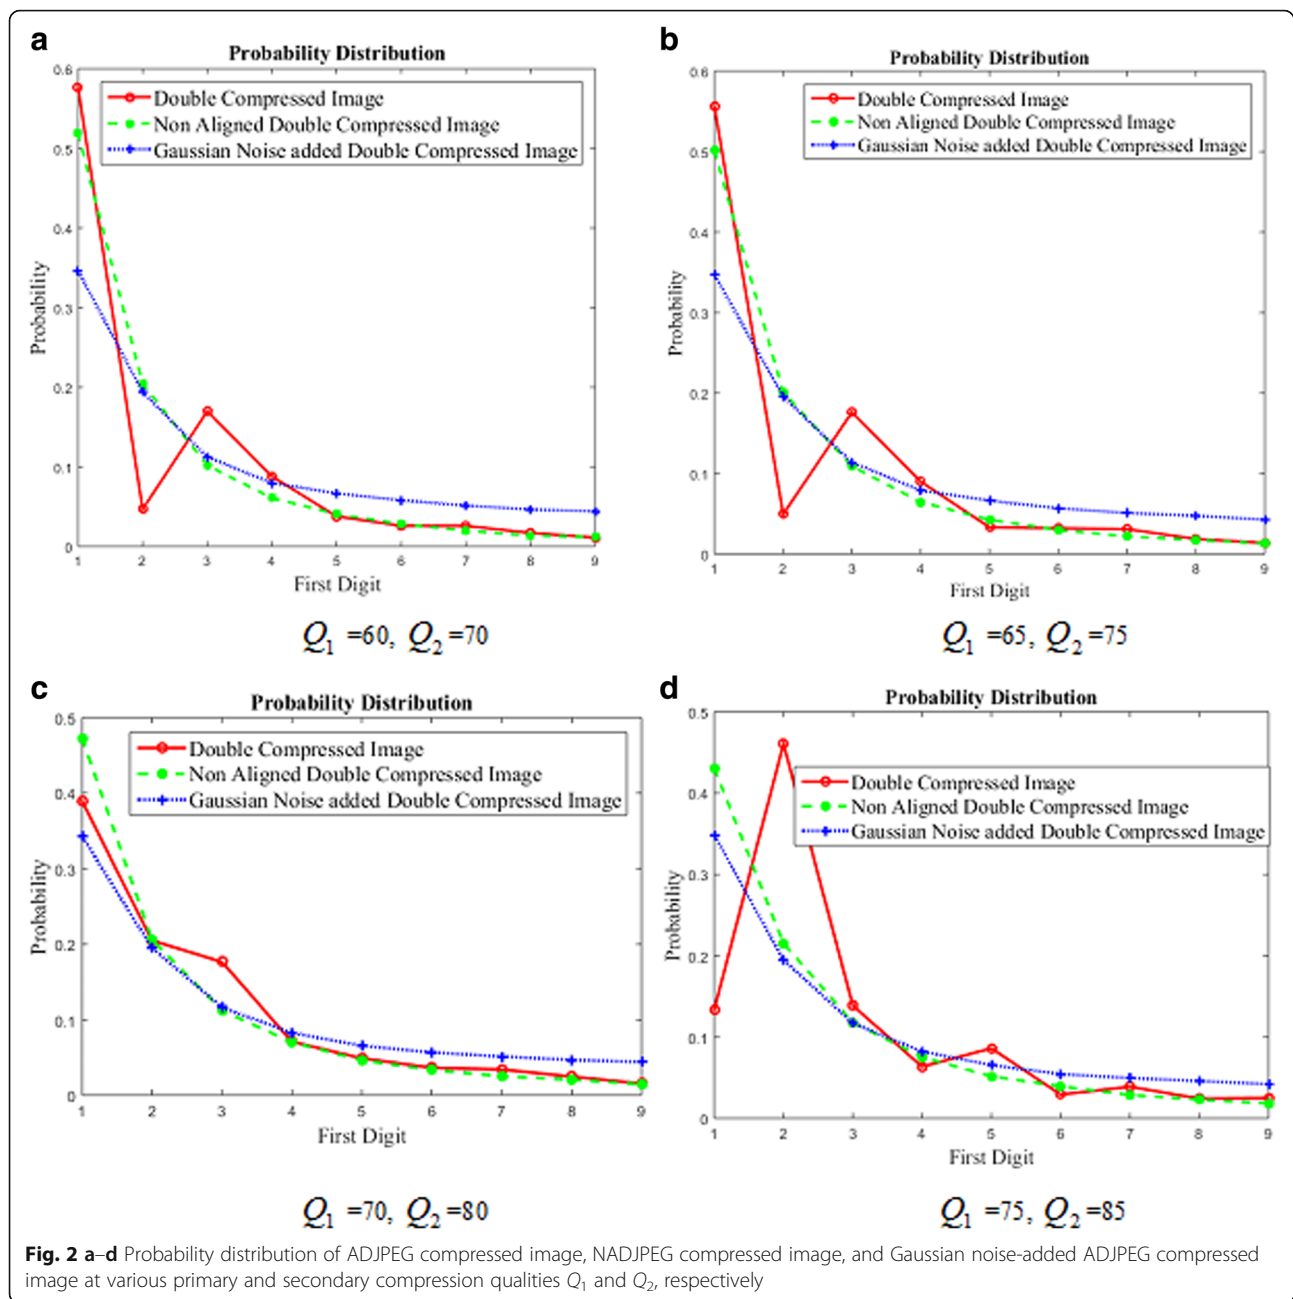 a
Probability Distribution
Double Compressed Image
Non Aligned Double Compressed Image
Gaussian Noise added Double Compressed Image
Probability
0.6
0.5
0.4
0.3
0.2
0.1
0
1 2 3 4 5 6 7 8 9
First Digit
Q1 =60, Q2 =70
b
Probability Distribution
Double Compressed Image
Non Aligned Double Compressed Image
Gaussian Noise added Double Compressed Image
Probability
0.6
0.5
0.4
0.3
0.2
0.1
0
1 2 3 4 5 6 7 8 9
First Digit
Q1 =65, Q2 =75
c
Probability Distribution
Double Compressed Image
Non Aligned Double Compressed Image
Gaussian Noise added Double Compressed Image
Probability
0.5
0.4
0.3
0.2
0.1
0
1 2 3 4 5 6 7 8 9
First Digit
Q1 =70, Q2 =80
d
Probability Distribution
Double Compressed Image
Non Aligned Double Compressed Image
Gaussian Noise added Double Compressed Image
Probability
0.5
0.4
0.3
0.2
0.1
0
1 2 3 4 5 6 7 8 9
First Digit
Q1 =75, Q2 =85
Fig. 2 a–d Probability distribution of ADJPEG compressed image, NADJPEG compressed image, and Gaussian noise-added ADJPEG compressed
image at various primary and secondary compression qualities Q1 and Q2, respectively